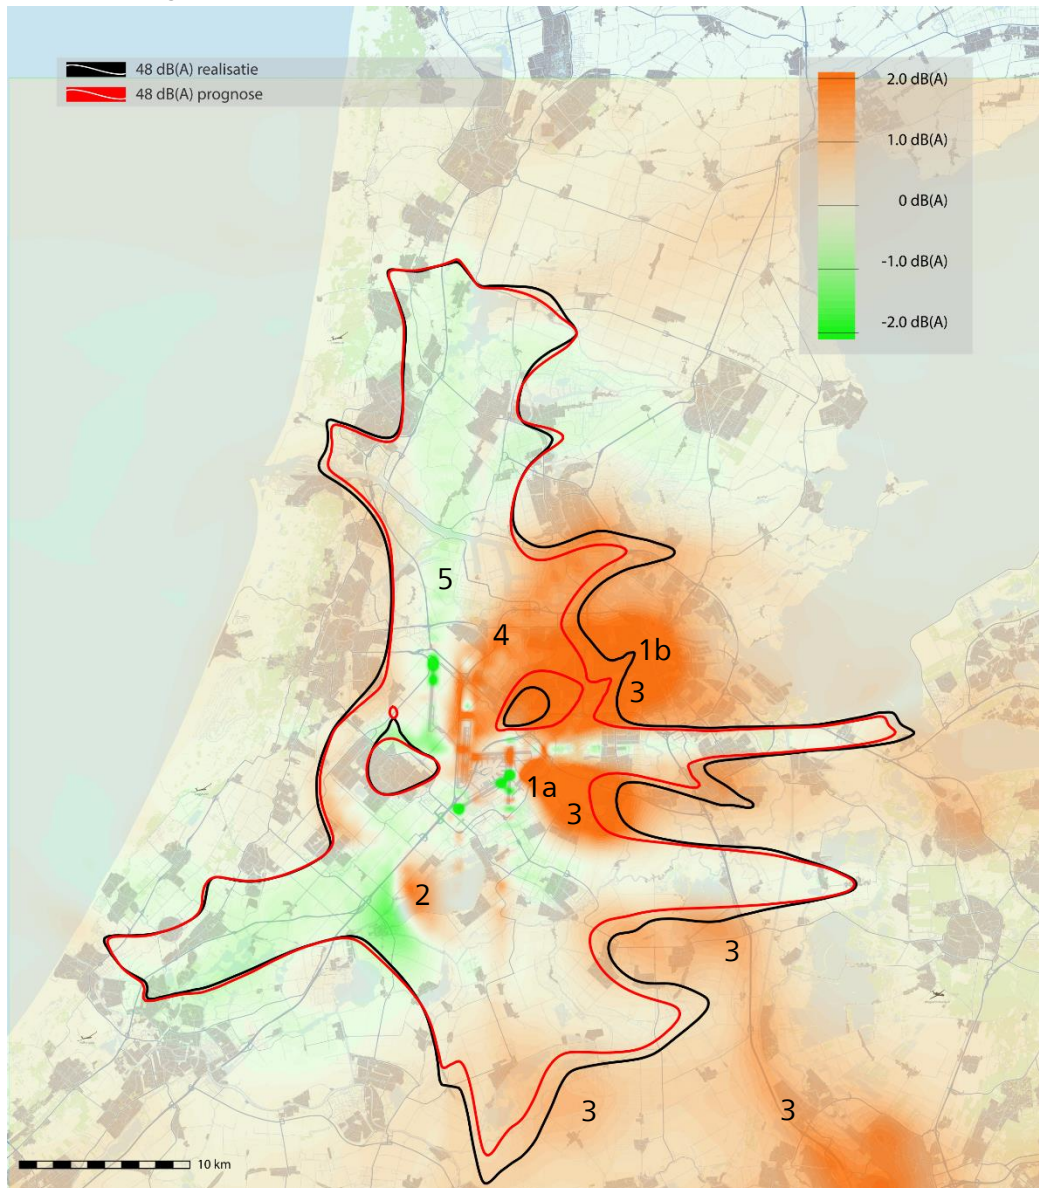 48 dB(A) realisatie
48 dB(A) prognose
2.0 dB(A)
1.0 dB(A)
0 dB(A)
-1.0 dB(A)
-2.0 dB(A)
5
4
1b
3
1a
3
2
3
3
3
10 km